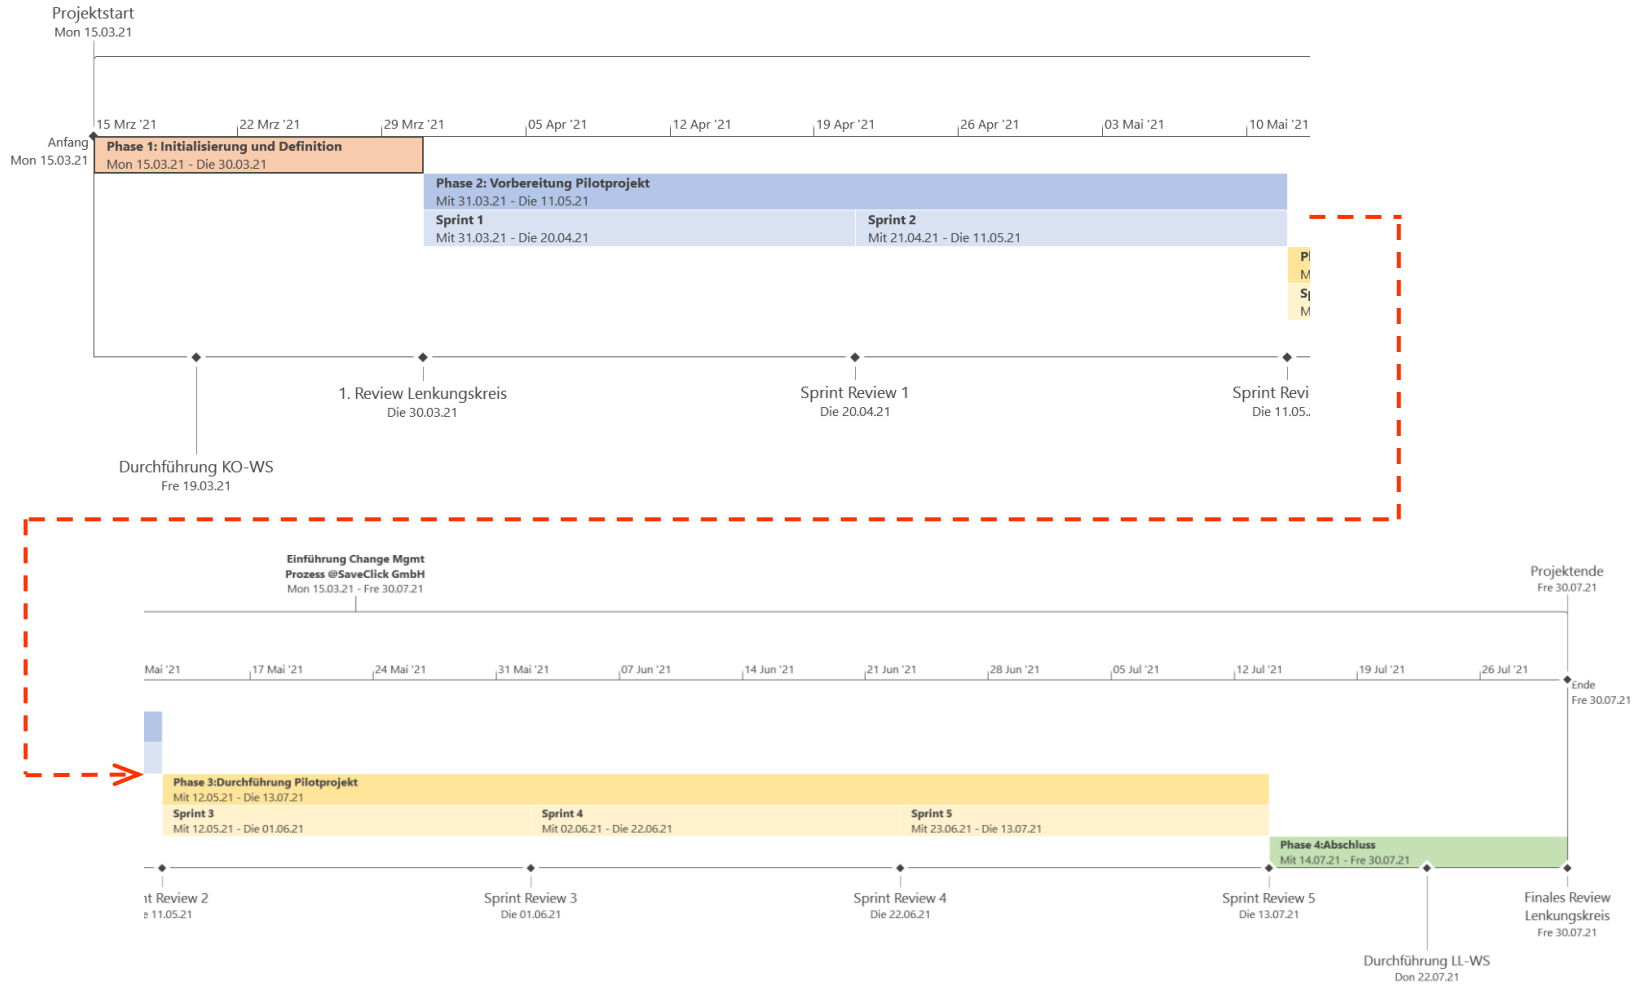 Projektstart
Mon 15.03.21
15 Mrz '21
22 Mrz '21
29 Mrz '21
05 Apr '21
12 Apr '21
19 Apr '21
26 Apr '21
03 Mai '21
10 Mai '21
Anfang
Mon 15.03.21
Phase 1: Initialisierung und Definition
Mon 15.03.21 - Die 30.03.21
Phase 2: Vorbereitung Pilotprojekt
Mit 31.03.21 - Die 11.05.21
Sprint 1
Mit 31.03.21 - Die 20.04.21
Sprint 2
Mit 21.04.21 - Die 11.05.21
1. Review Lenkungskreis
Die 30.03.21
Sprint Review 1
Die 20.04.21
Sprint Revi
Die 11.05.
Durchführung KO-WS
Fre 19.03.21
Einführung Change Mgmt
Prozess @SaveClick GmbH
Mon 15.03.21 - Fre 30.07.21
Projektende
Fre 30.07.21
Mai '21
17 Mai '21
24 Mai '21
31 Mai '21
07 Jun '21
14 Jun '21
21 Jun '21
28 Jun '21
05 Jul '21
12 Jul '21
19 Jul '21
26 Jul '21
Ende
Fre 30.07.21
Phase 3:Durchführung Pilotprojekt
Mit 12.05.21 - Die 13.07.21
Sprint 3
Mit 12.05.21 - Die 01.06.21
Sprint 4
Mit 02.06.21 - Die 22.06.21
Sprint 5
Mit 23.06.21 - Die 13.07.21
Phase 4:Abschluss
Mit 14.07.21 - Fre 30.07.21
nt Review 2
e 11.05.21
Sprint Review 3
Die 01.06.21
Sprint Review 4
Die 22.06.21
Sprint Review 5
Die 13.07.21
Finales Review
Lenkungskreis
Fre 30.07.21
Durchführung LL-WS
Don 22.07.21